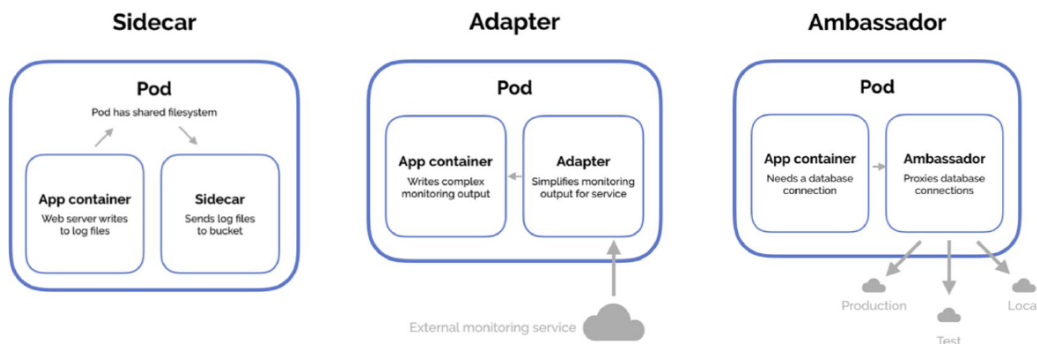 Sidecar
Pod
Pod has shared filesystem
App container
Web server writes
to log files
Sidecar
Sends log files
to bucket
Adapter
Pod
App container
Writes complex
monitoring output
Adapter
Simplifies monitoring
output for service
External monitoring service
Ambassador
Pod
App container
Needs a database
connection
Ambassador
Proxies database
connections
Production
Test
Loca